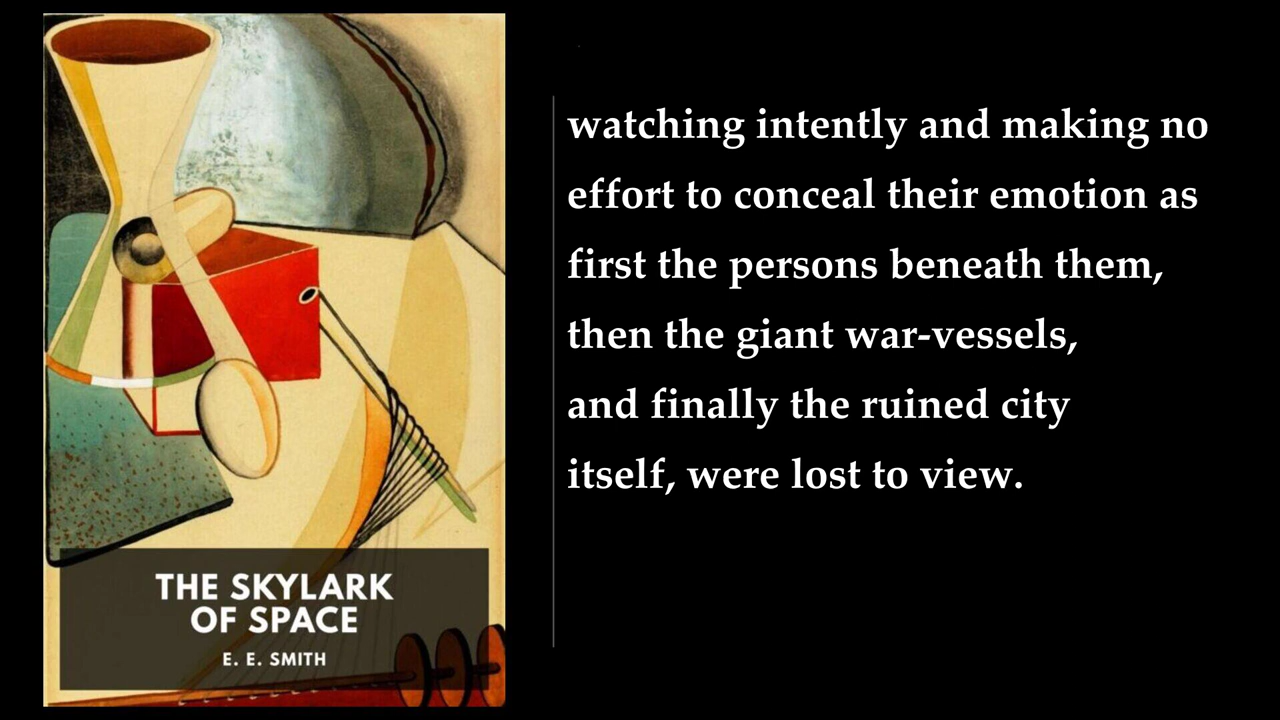 THE SKYLARK
OF SPACE
E. E. SMITH
watching intently and making no
effort to conceal their emotion as
first the persons beneath them,
then the giant war-vessels,
and finally the ruined city
itself, were lost to view.